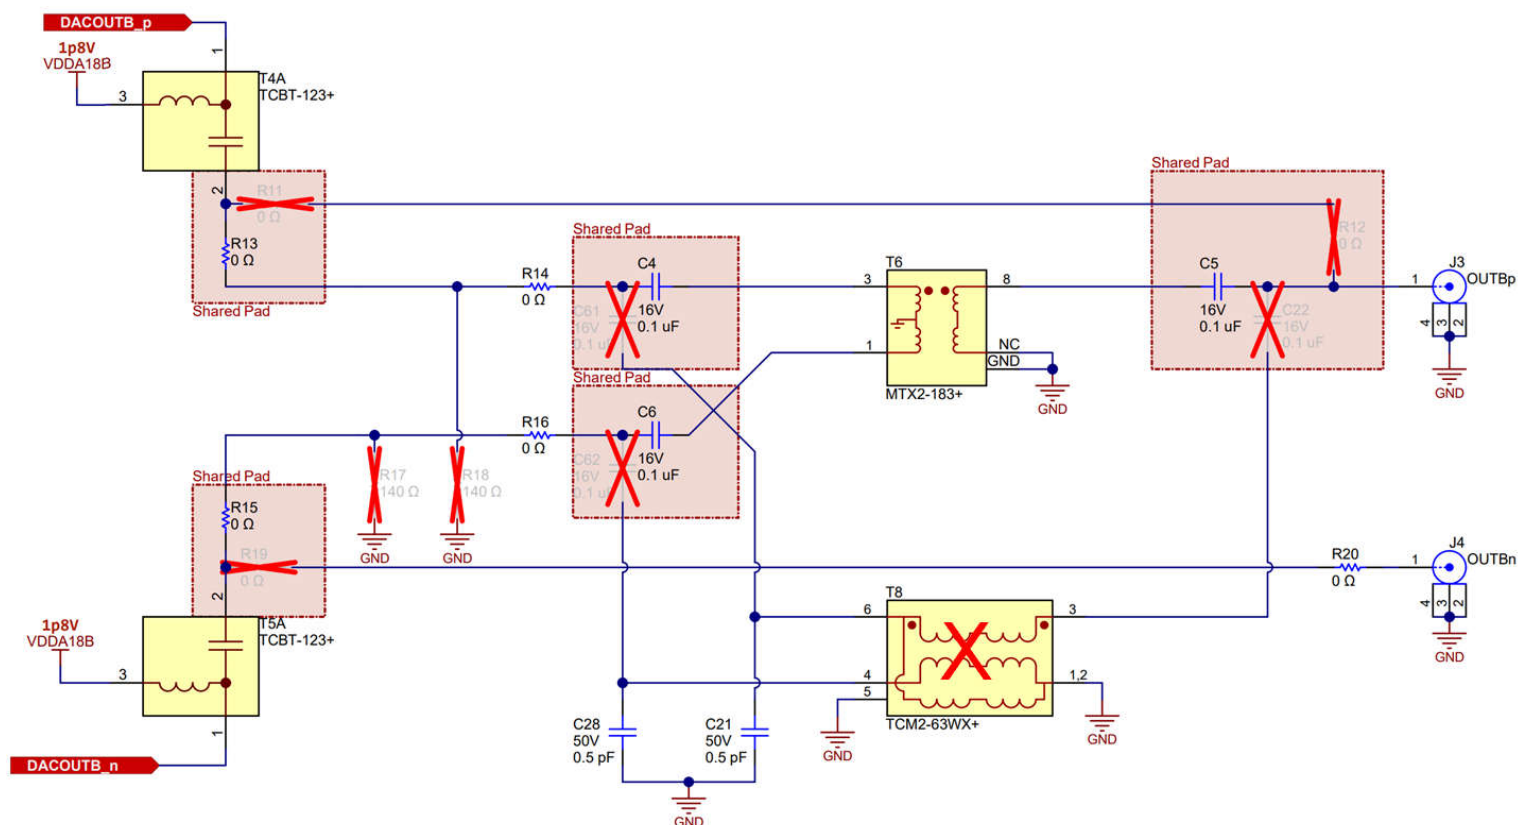 DACOUTB_p
1p8V
VDDA18B
1
3
T4A
TCBT-123+
2
R11
0 Ω
R13
0 Ω
Shared Pad
Shared Pad
R14
0 Ω
C4
16V
0.1 uF
C61
16V
0.1 u
T6
3
8
1
NC
GND
MTX2-183+
GND
Shared Pad
R12
0 Ω
C5
16V
0.1 uF
C22
16V
0.1 uF
J3
1
OUTBp
4
3
2
GND
Shared Pad
R16
0 Ω
C6
16V
0.1 uF
C62
16V
0.1 u
R17
140 Ω
R18
140 Ω
GND
GND
Shared Pad
R15
0 Ω
R19
0 Ω
2
1p8V
VDDA18B
3
T5A
TCBT-123+
1
DACOUTB_n
R20
0 Ω
J4
1
OUTBn
4
3
2
GND
T8
6
3
4
5
1,2
TCM2-63WX+
GND
GND
C28
50V
0.5 pF
C21
50V
0.5 pF
GND